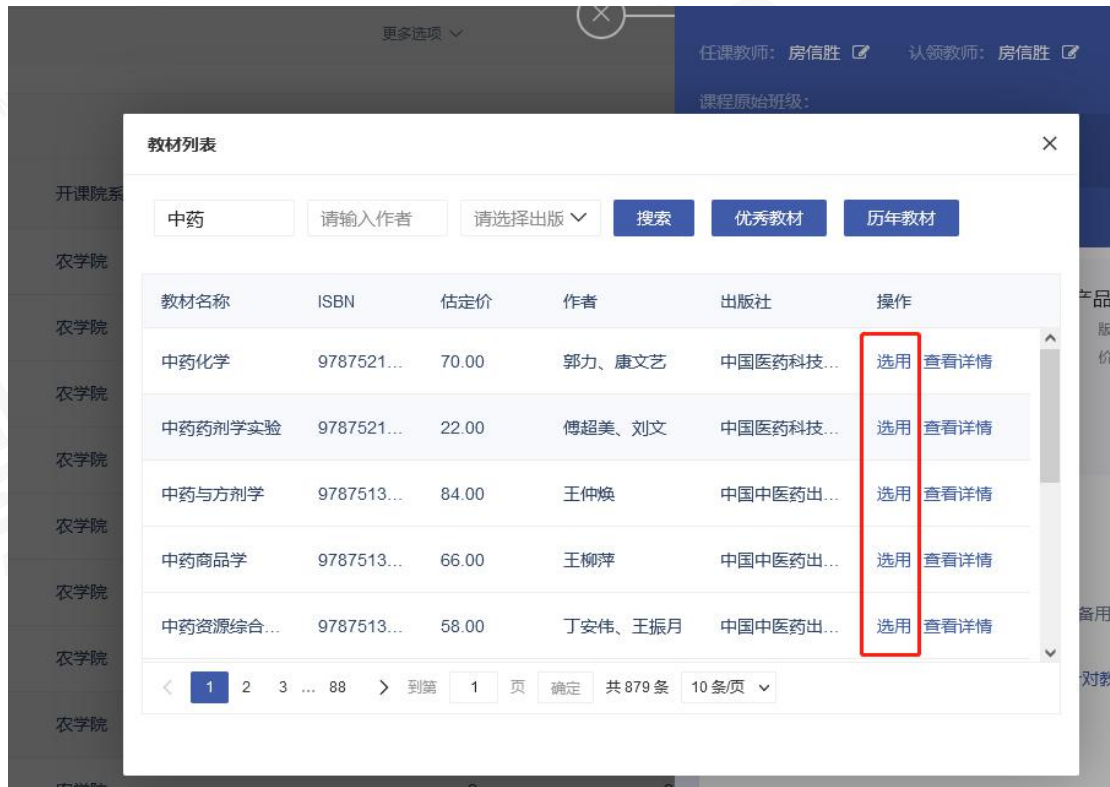 更多选项
任课教师：房信胜 认领教师：房信胜
课程原始班级：
教材列表
开课院系
中药 请输入作者 请选择出版 搜索 优秀教材 历年教材
农学院
教材名称 ISBN 估定价 作者 出版社 操作
农学院
中药化学 9787521... 70.00 郭力、康文艺 中国医药科技... 选用 查看详情
农学院
中药药剂学实验 9787521... 22.00 傅超美、刘文 中国医药科技... 选用 查看详情
农学院
中药与方剂学 9787513... 84.00 王仲焕 中国中医药出... 选用 查看详情
农学院
中药商品学 9787513... 66.00 王柳萍 中国中医药出... 选用 查看详情
农学院
中药资源综合... 9787513... 58.00 丁安伟、王振月 中国中医药出... 选用 查看详情
备用
农学院
1 2 3 ... 88 到第 1 页 确定 共 879 条 10 条/页
对教
农学院